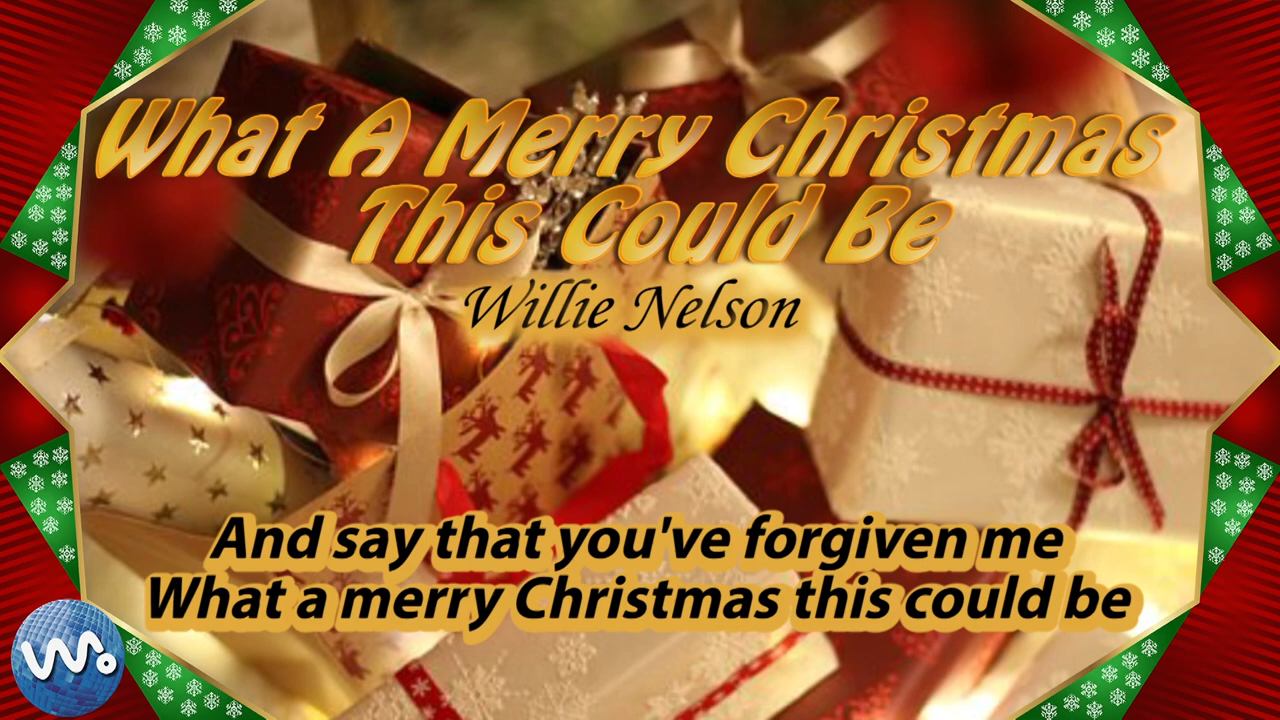 What A Merry Christmas
This Could Be
Willie Nelson
And say that you've forgiven me
What a merry Christmas this could be